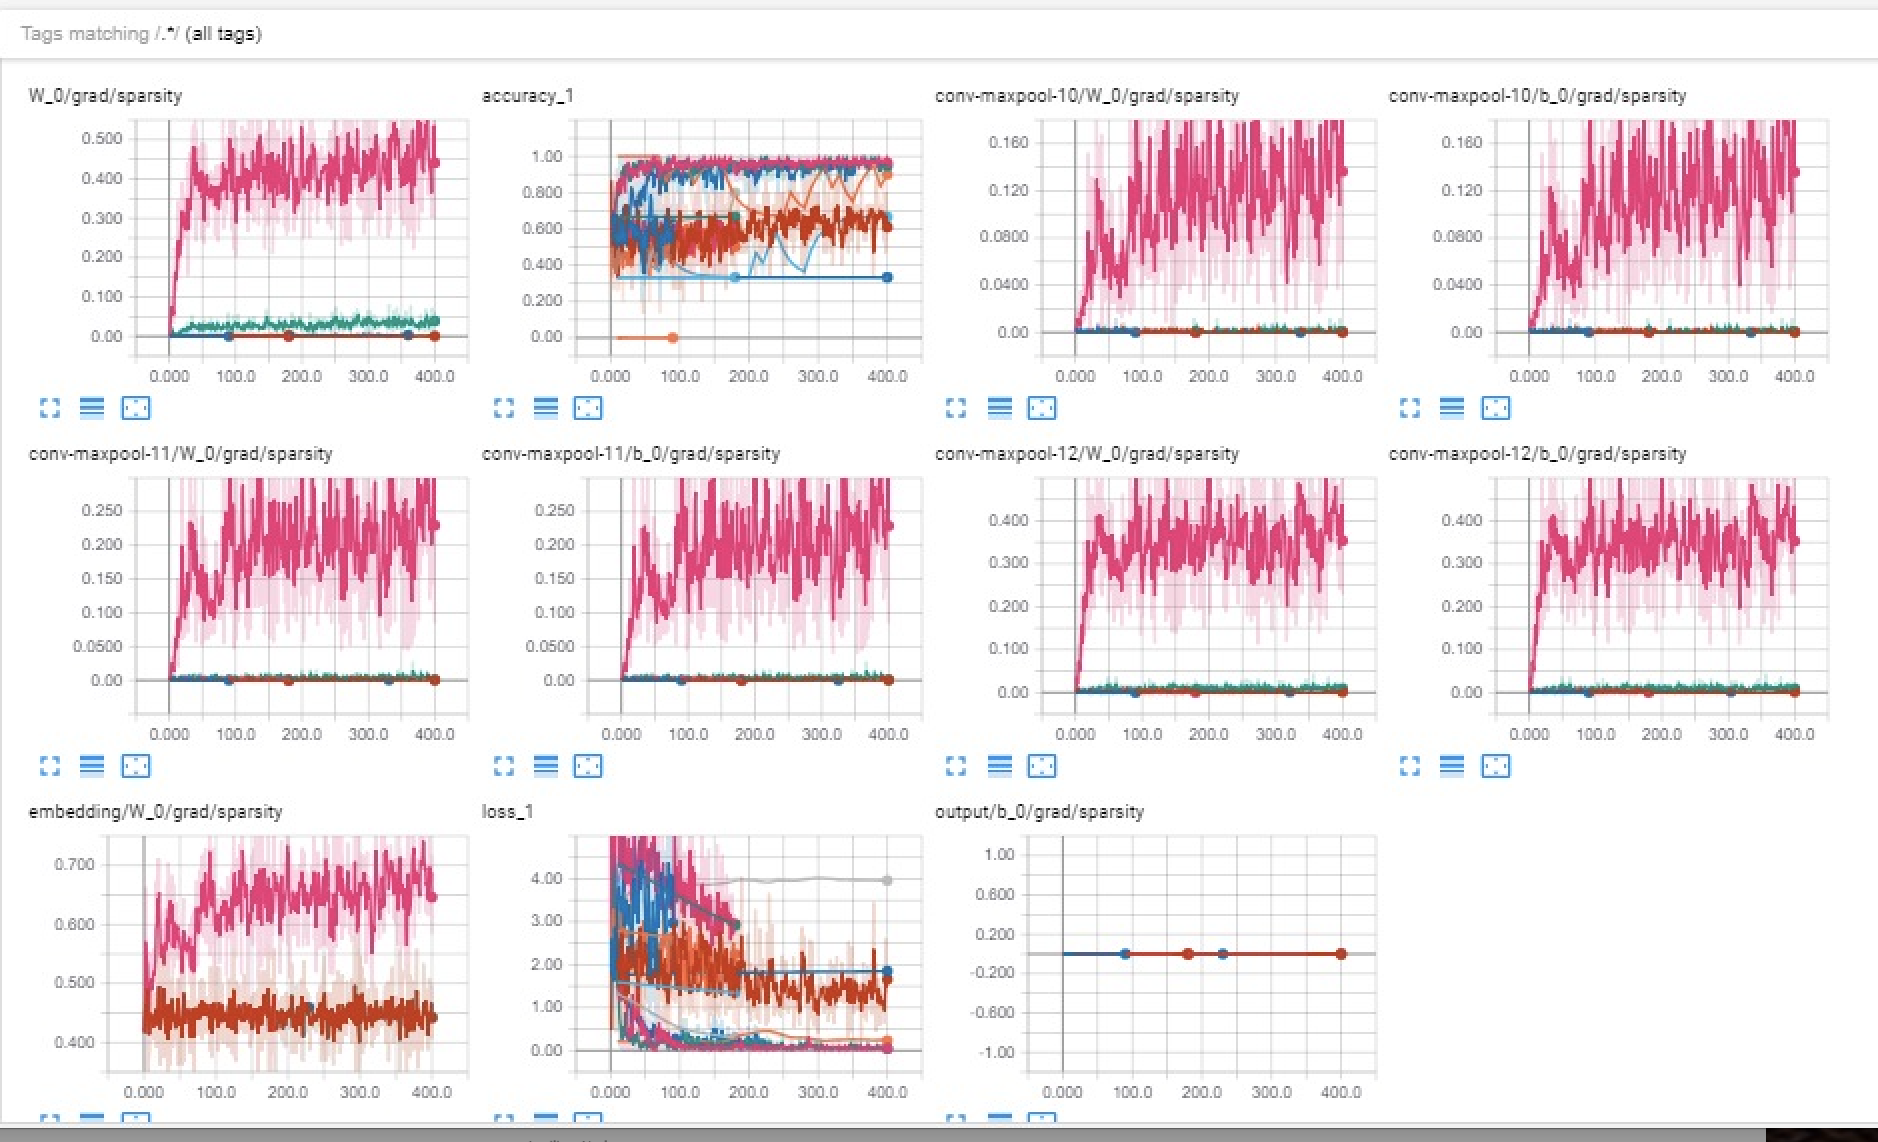 Tags matching /.*/ (all tags)
W_0/grad/sparsity
0.500
0.400
0.300
0.200
0.100
0.00
0.000 100.0 200.0 300.0 400.0
accuracy_1
1.00
0.800
0.600
0.400
0.200
0.00
0.000 100.0 200.0 300.0 400.0
conv-maxpool-10/W_0/grad/sparsity
0.160
0.120
0.0800
0.0400
0.00
0.000 100.0 200.0 300.0 400.0
conv-maxpool-10/b_0/grad/sparsity
0.160
0.120
0.0800
0.0400
0.00
0.000 100.0 200.0 300.0 400.0
conv-maxpool-11/W_0/grad/sparsity
0.250
0.200
0.150
0.100
0.0500
0.00
0.000 100.0 200.0 300.0 400.0
conv-maxpool-11/b_0/grad/sparsity
0.250
0.200
0.150
0.100
0.0500
0.00
0.000 100.0 200.0 300.0 400.0
conv-maxpool-12/W_0/grad/sparsity
0.400
0.300
0.200
0.100
0.00
0.000 100.0 200.0 300.0 400.0
conv-maxpool-12/b_0/grad/sparsity
0.400
0.300
0.200
0.100
0.00
0.000 100.0 200.0 300.0 400.0
embedding/W_0/grad/sparsity
0.700
0.600
0.500
0.400
0.000 100.0 200.0 300.0 400.0
loss_1
4.00
3.00
2.00
1.00
0.00
0.000 100.0 200.0 300.0 400.0
output/b_0/grad/sparsity
1.00
0.600
0.200
-0.200
-0.600
-1.00
0.000 100.0 200.0 300.0 400.0